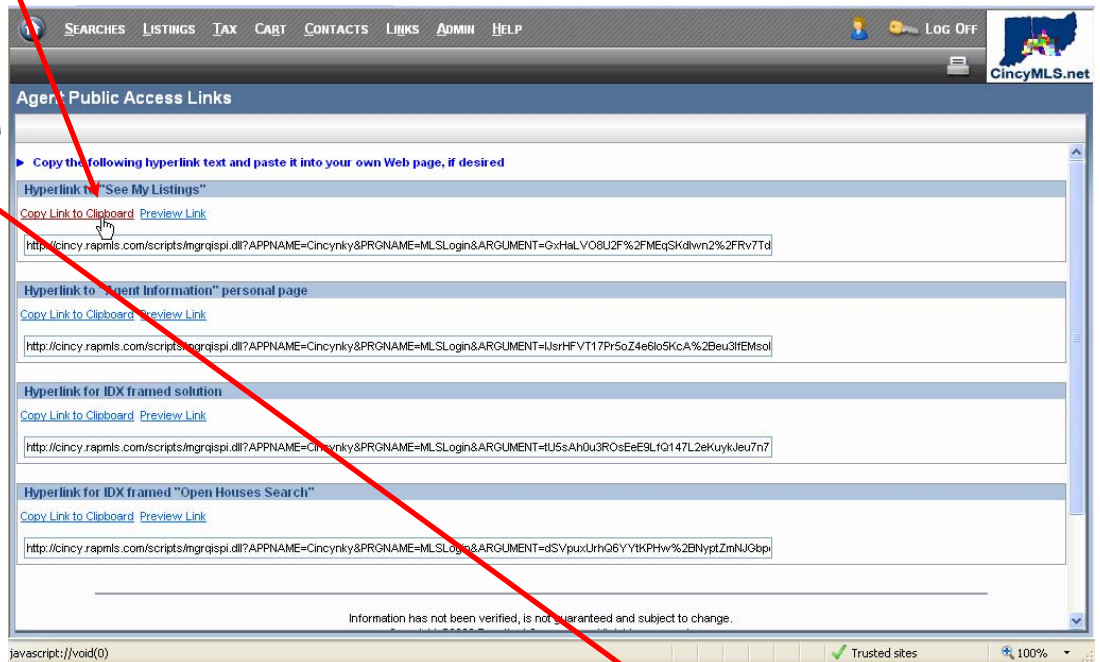 SEARCHES LISTINGS TAX CART CONTACTS LINKS ADMIN HELP LOG OFF
CincyMLS.net
Agent Public Access Links
Copy the following hyperlink text and paste it into your own Web page, if desired
Hyperlink to "See My Listings"
Copy Link to Clipboard Preview Link
http://cincy.rapmls.com/scripts/mgrqispi.dll?APPNAME=Cincynky&PRGNAME=MLSLogin&ARGUMENT=GxHaLVO8U2F%2FMEqSKdlwn2%2FRv7Td
Hyperlink to "Agent Information" personal page
Copy Link to Clipboard Preview Link
http://cincy.rapmls.com/scripts/mgrqispi.dll?APPNAME=Cincynky&PRGNAME=MLSLogin&ARGUMENT=lJsrHFVT17Pr5oZ4e6lo5KcA%2Beu3lfEMsol
Hyperlink for IDX framed solution
Copy Link to Clipboard Preview Link
http://cincy.rapmls.com/scripts/mgrqispi.dll?APPNAME=Cincynky&PRGNAME=MLSLogin&ARGUMENT=tU5sAh0u3ROsEeE9LfQ147L2eKuykJeu7n7
Hyperlink for IDX framed "Open Houses Search"
Copy Link to Clipboard Preview Link
http://cincy.rapmls.com/scripts/mgrqispi.dll?APPNAME=Cincynky&PRGNAME=MLSLogin&ARGUMENT=dSVpuxUrhQ6YYtKPHw%2BNyptZmNJGbp
Information has not been verified, is not guaranteed and subject to change.
javascript://void(0) Trusted sites 100%